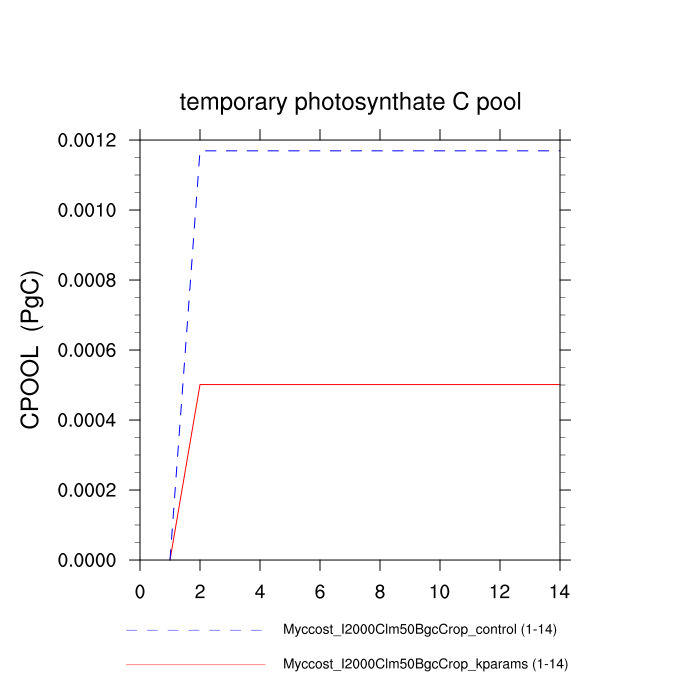 temporary photosynthate C pool
CPOOL (PgC)
0.0012
0.0010
0.0008
0.0006
0.0004
0.0002
0.0000
0 2 4 6 8 10 12 14
Myccost_I2000Clm50BgcCrop_control (1-14)
Myccost_I2000Clm50BgcCrop_kparams (1-14)